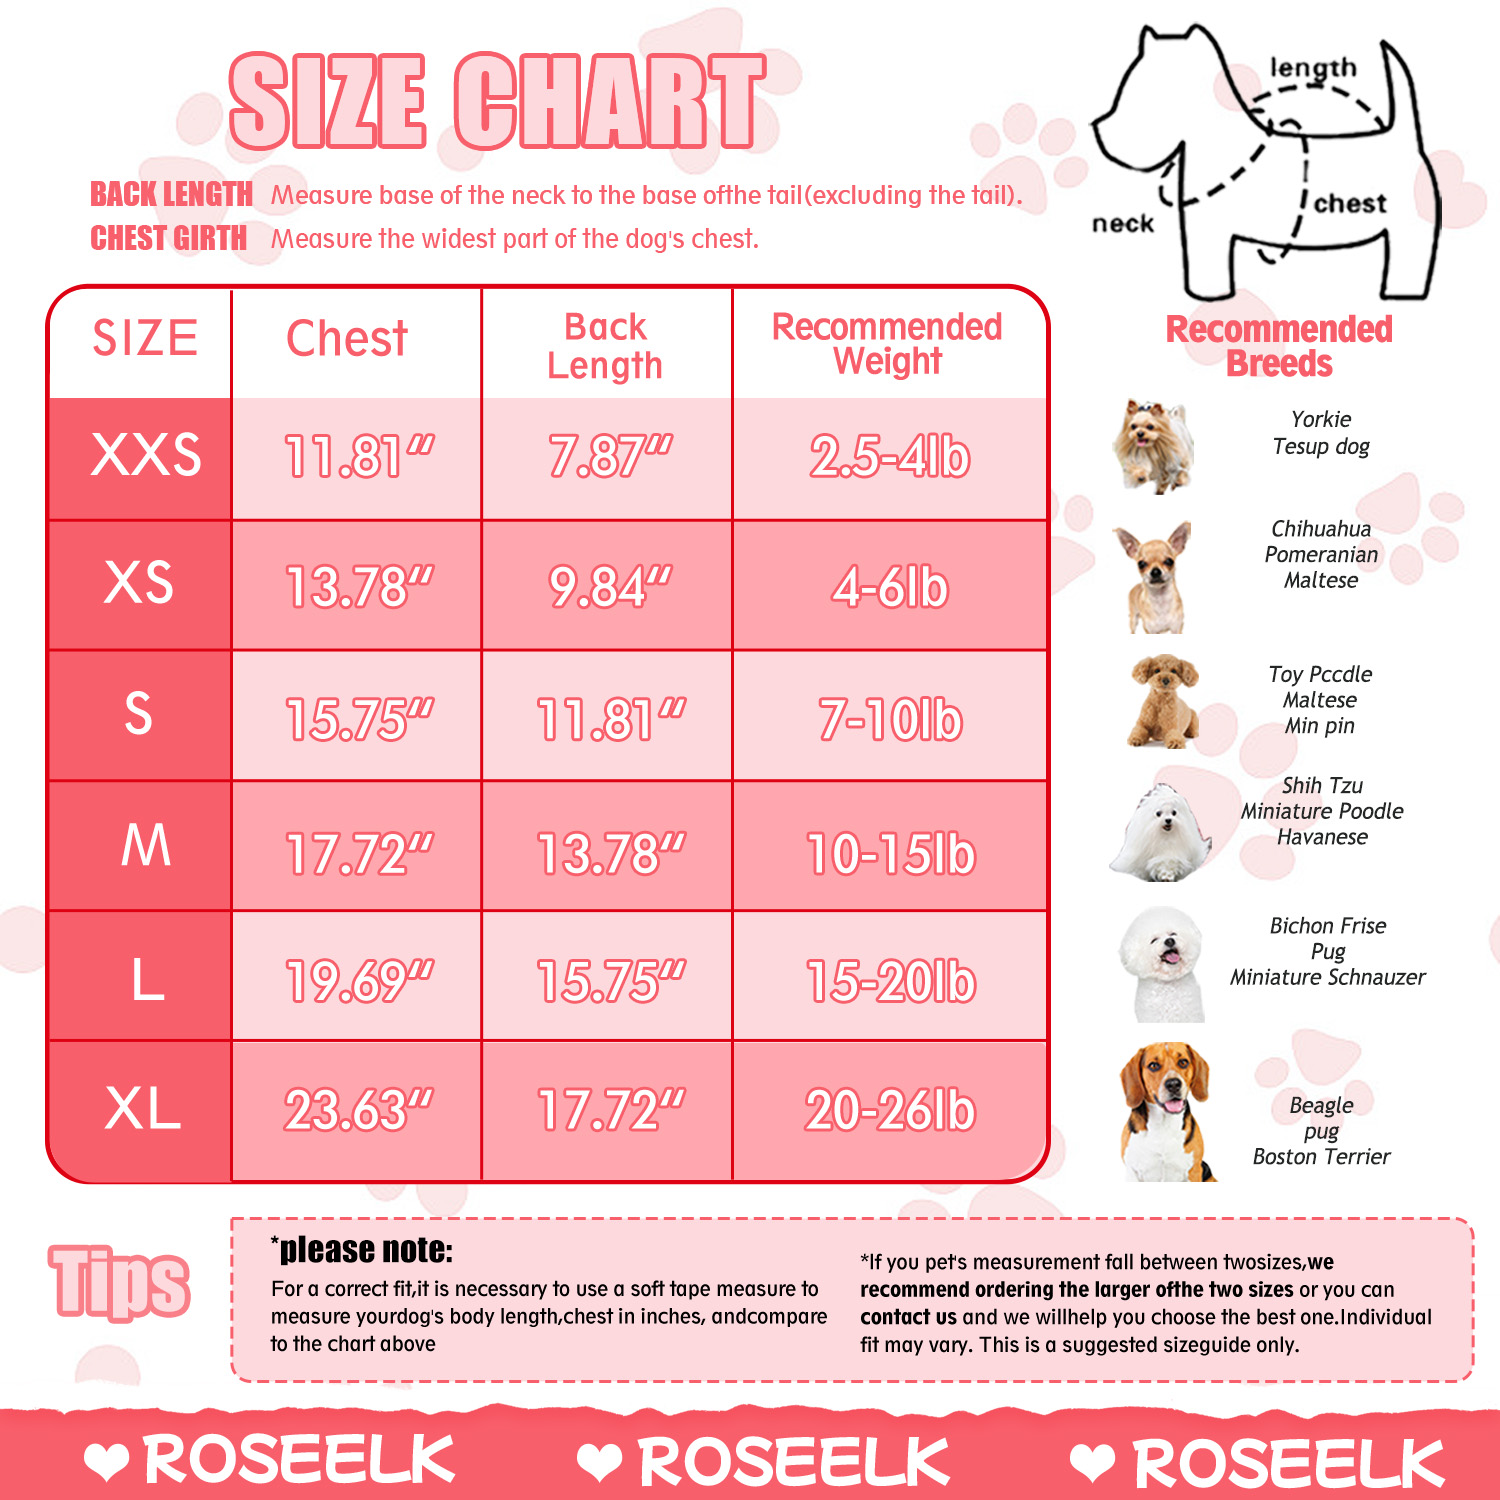 SIZE CHART
BACK LENGTH Measure base of the neck to the base ofthe tail(excluding the tail).
CHEST GIRTH Measure the widest part of the dog's chest.
length
chest
neck
SIZE Chest Back Length Recommended Weight
XXS 11.81" 7.87" 2.5-4lb
XS 13.78" 9.84" 4-6lb
S 15.75" 11.81" 7-10lb
M 17.72" 13.78" 10-15lb
L 19.69" 15.75" 15-20lb
XL 23.63" 17.72" 20-26lb
Recommended
Breeds
Yorkie
Tesup dog
Chihuahua
Pomeranian
Maltese
Toy Pccdle
Maltese
Min pin
Shih Tzu
Miniature Poodle
Havanese
Bichon Frise
Pug
Miniature Schnauzer
Beagle
pug
Boston Terrier
Tips
*please note:
For a correct fit,it is necessary to use a soft tape measure to
measure yourdog's body length,chest in inches, andcompare
to the chart above
*If you pet's measurement fall between twosizes,we
recommend ordering the larger ofthe two sizes or you can
contact us and we willhelp you choose the best one.Individual
fit may vary. This is a suggested sizeguide only.
ROSEELK ROSEELK ROSEELK